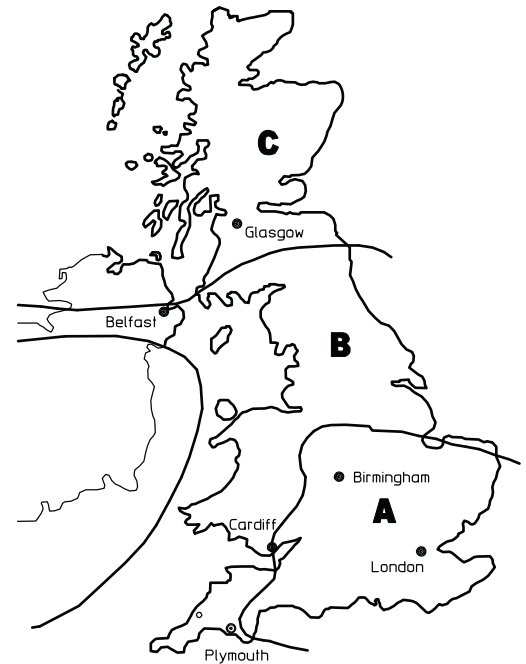 C
Glasgow
Belfast
B
Birmingham
A
Cardiff
London
Plymouth